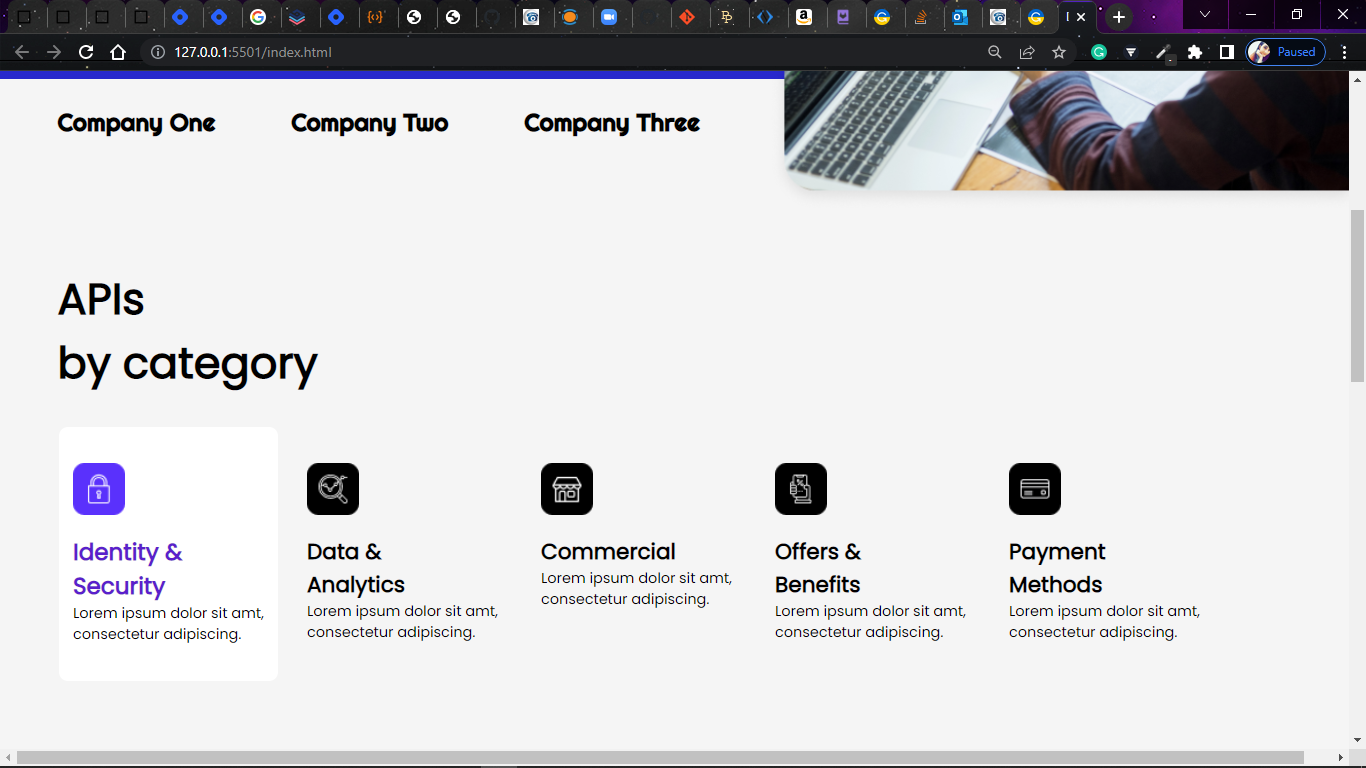 127.0.0.1:5501/index.html
Paused
Company One Company Two Company Three
APIs
by category
Identity &
Security
Lorem ipsum dolor sit amt,
consectetur adipiscing.
Data &
Analytics
Lorem ipsum dolor sit amt,
consectetur adipiscing.
Commercial
Lorem ipsum dolor sit amt,
consectetur adipiscing.
Offers &
Benefits
Lorem ipsum dolor sit amt,
consectetur adipiscing.
Payment
Methods
Lorem ipsum dolor sit amt,
consectetur adipiscing.